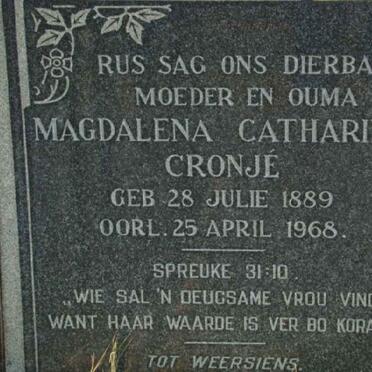 RUS SAG ONS DIERBA
MOEDER EN OUMA
MAGDALENA CATHARI
CRONJÉ
GEB 28 JULIE 1889
OORL. 25 APRIL 1968.
SPREUKE 31:10.
„WIE SAL 'N DEUGSAME VROU VIND
WANT HAAR WAARDE IS VER BO KORA
TOT WEERSIENS.